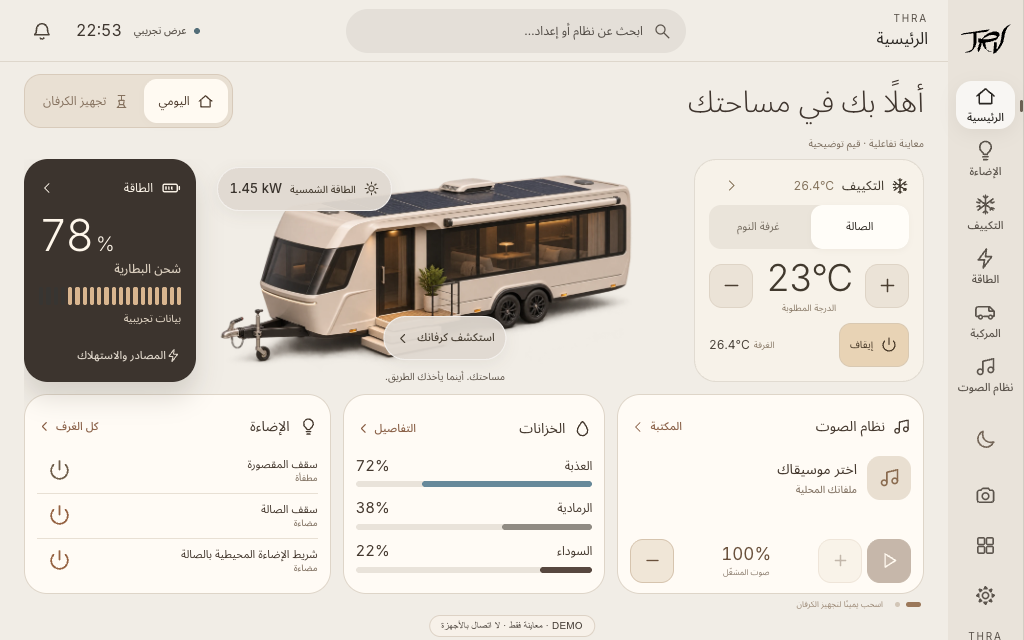 THRA
الرئيسية
ابحث عن نظام أو إعداد...
عرض تجريبي
22:53
الرئيسية
الإضاءة
التكييف
الطاقة
المركبة
نظام الصوت
THRA
أهلًا بك في مساحتك
معاينة تفاعلية · قيم توضيحية
اليومي
تجهيز الكرفان
التكييف
26.4°C
الصالة
غرفة النوم
23°C
الدرجة المطلوبة
إيقاف
الغرفة 26.4°C
الطاقة الشمسية 1.45 kW
استكشف كرفانك
مساحتك. أينما يأخذك الطريق.
الطاقة
78 %
شحن البطارية
بيانات تجريبية
المصادر والاستهلاك
نظام الصوت
المكتبة
اختر موسيقاك
ملفاتك المحلية
100%
صوت المشغّل
الخزانات
التفاصيل
العذبة 72%
الرمادية 38%
السوداء 22%
الإضاءة
كل الغرف
سقف المقصورة
مطفأة
سقف الصالة
مضاءة
شريط الإضاءة المحيطية بالصالة
مضاءة
اسحب يمينًا لتجهيز الكرفان
DEMO · معاينة فقط · لا اتصال بالأجهزة